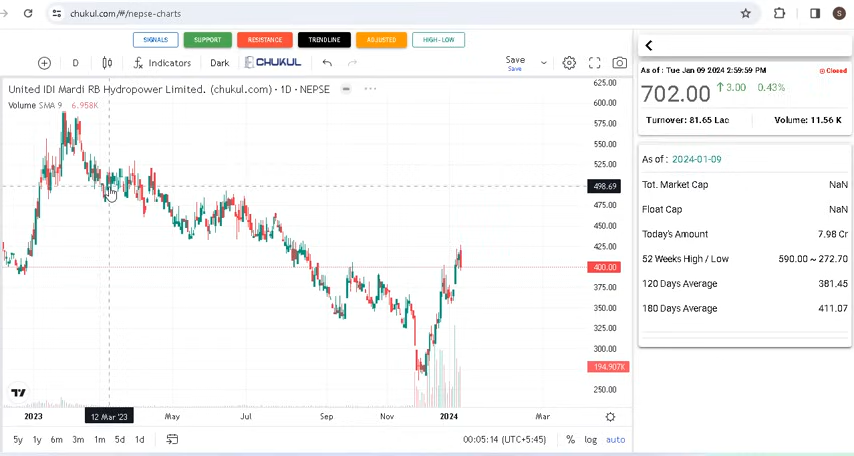 chukul.com/#/nepse-charts
S
SIGNALS
SUPPORT
RESISTANCE
TRENDLINE
ADJUSTED
HIGH-LOW
D
Indicators
Dark
CHUKUL
Save
Save
United IDI Mardi RB Hydropower Limited. (chukul.com) · 1D · NEPSE
Volume SMA 9 6.958K
625.00
600.00
575.00
550.00
525.00
498.69
475.00
450.00
425.00
400.00
375.00
350.00
325.00
300.00
194.907K
250.00
2023
12 Mar '23
May
Jul
Sep
Nov
2024
Mar
5y 1y 6m 3m 1m 5d 1d
00:05:14 (UTC+5:45)
% log auto
As of : Tue Jan 09 2024 2:59:59 PM
Closed
702.00 3.00 0.43%
Turnover: 81.65 Lac
Volume: 11.56 K
As of : 2024-01-09
Tot. Market Cap NaN
Float Cap NaN
Today's Amount 7.98 Cr
52 Weeks High / Low 590.00 ~ 272.70
120 Days Average 381.45
180 Days Average 411.07